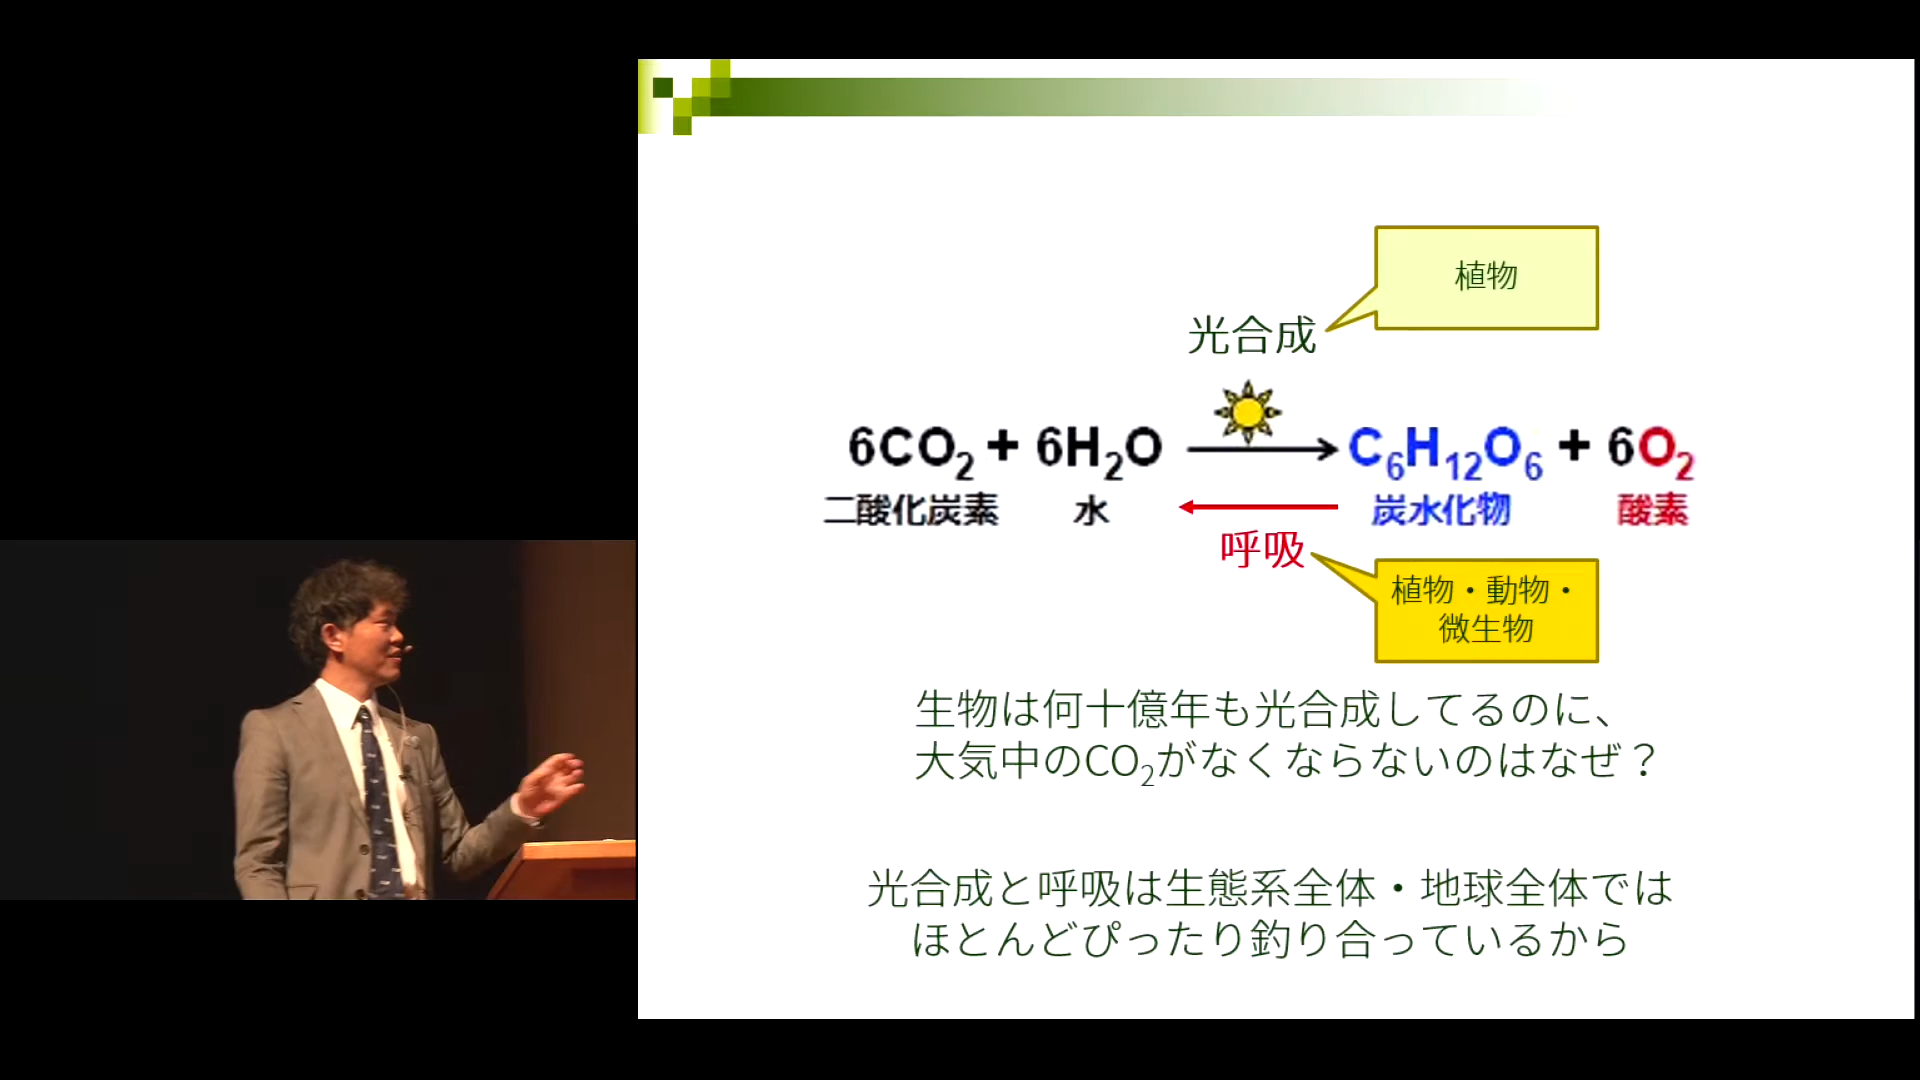 植物
光合成
6CO₂ + 6H₂O → C₆H₁₂O₆ + 6O₂
二酸化炭素 水 ← 炭水化物 酸素
呼吸
植物・動物・
微生物
生物は何十億年も光合成してるのに、
大気中のCO₂がなくならないのはなぜ？
光合成と呼吸は生態系全体・地球全体では
ほとんどぴったり釣り合っているから